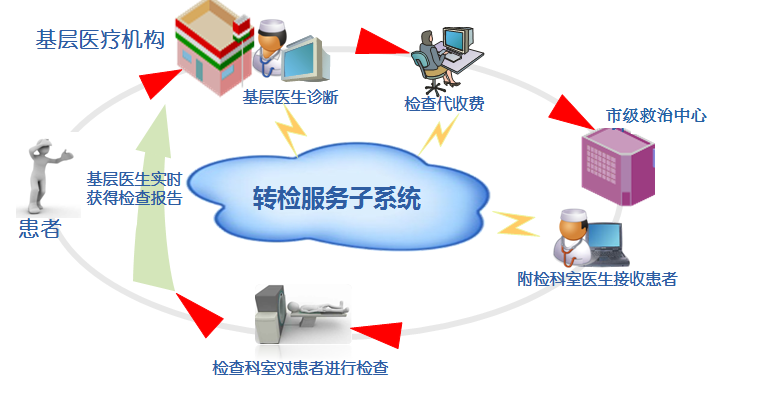 基层医疗机构
基层医生诊断
检查代收费
市级救治中心
基层医生实时
获得检查报告
转检服务子系统
患者
附检科室医生接收患者
检查科室对患者进行检查